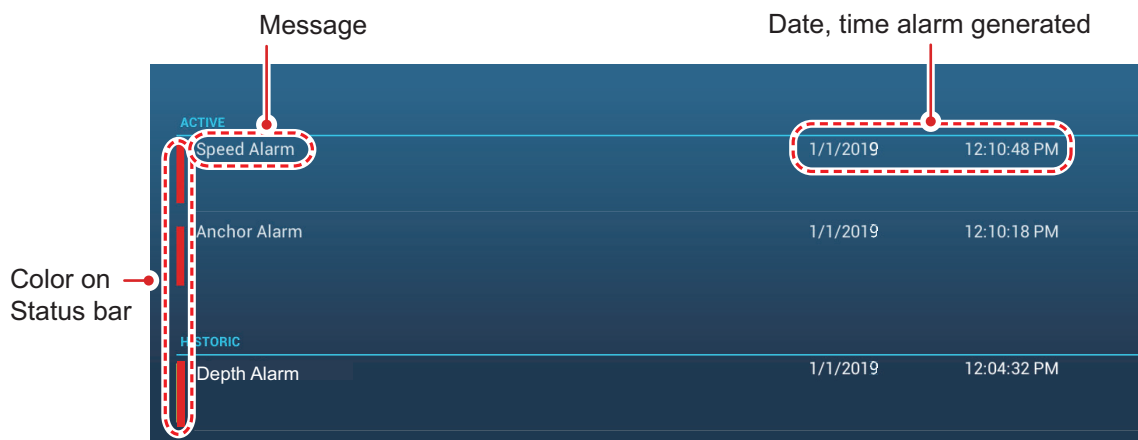 Message
Date, time alarm generated
ACTIVE
Speed Alarm 1/1/2019 12:10:48 PM
Anchor Alarm 1/1/2019 12:10:18 PM
Color on
Status bar
HISTORIC
Depth Alarm 1/1/2019 12:04:32 PM